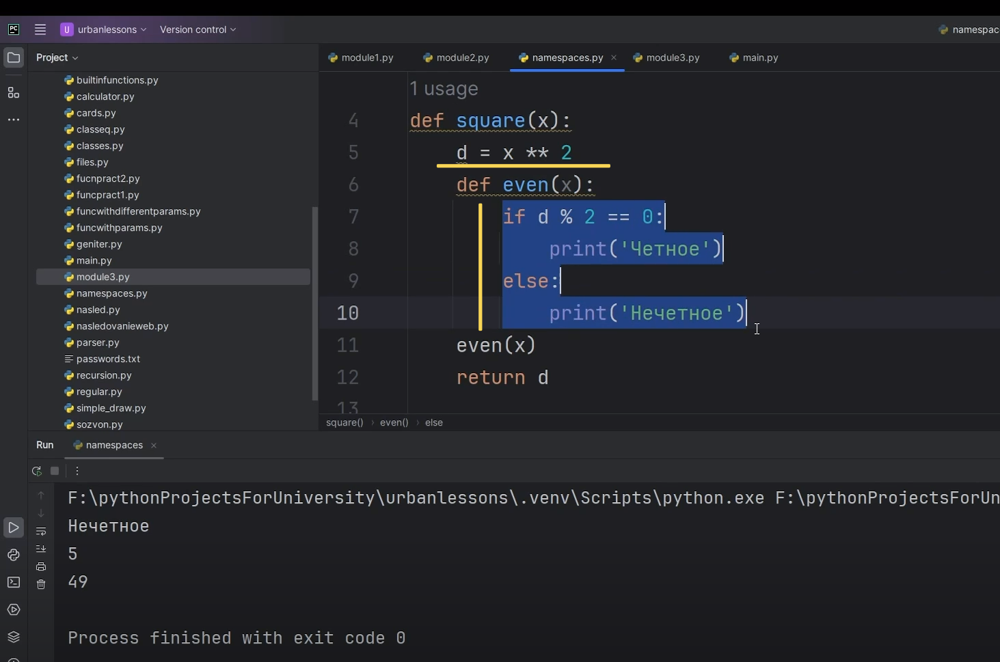 PC
U urbanlessons
Version control
namespac
Project
module1.py
module2.py
namespaces.py
module3.py
main.py
builtinfunctions.py
calculator.py
cards.py
classeq.py
classes.py
files.py
fucnpract2.py
funcpract1.py
funcwithdifferentparams.py
funcwithparams.py
geniter.py
main.py
module3.py
namespaces.py
nasled.py
nasledovanieweb.py
parser.py
passwords.txt
recursion.py
regular.py
simple_draw.py
sozvon.py
1 usage
4 def square(x):
5 d = x ** 2
6 def even(x):
7 if d % 2 == 0:
8 print('Четное')
9 else:
10 print('Нечетное')
11 even(x)
12 return d
13
square() › even() › else
Run
namespaces
F:\pythonProjectsForUniversity\urbanlessons\.venv\Scripts\python.exe F:\pythonProjectsForUn
Нечетное
5
49
Process finished with exit code 0